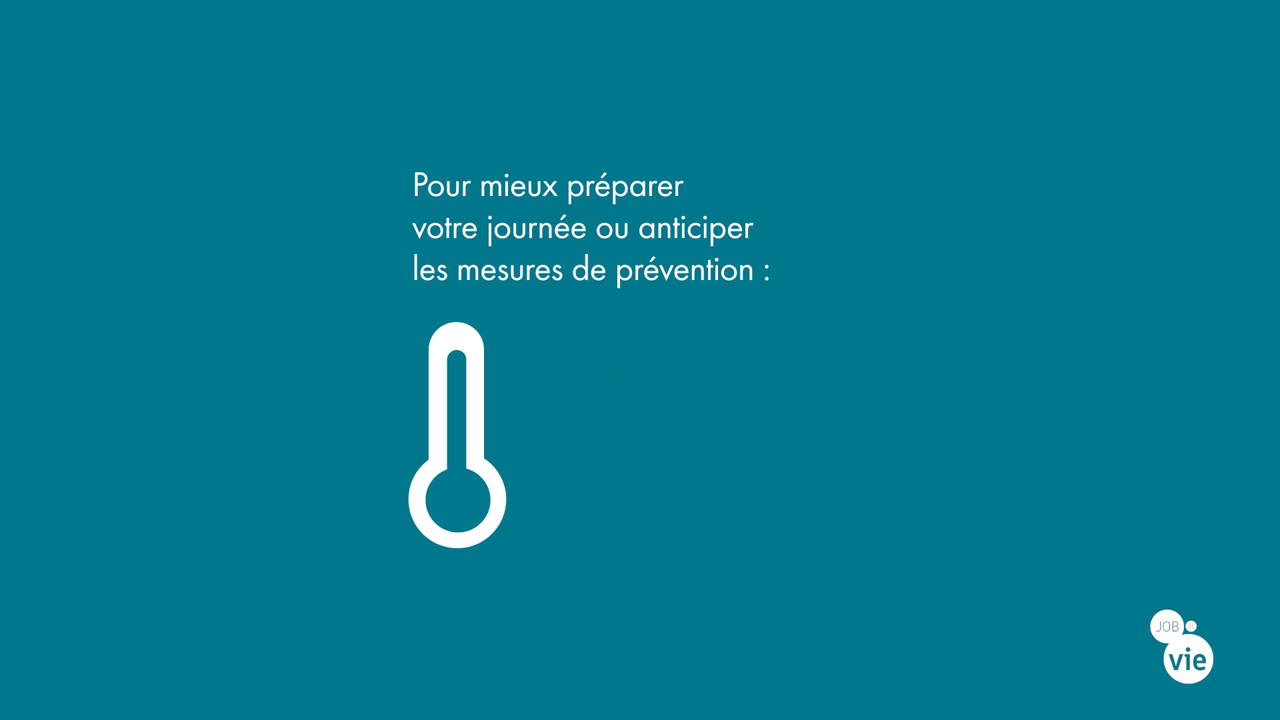 Pour mieux préparer
votre journée ou anticiper
les mesures de prévention :
JOB
vie